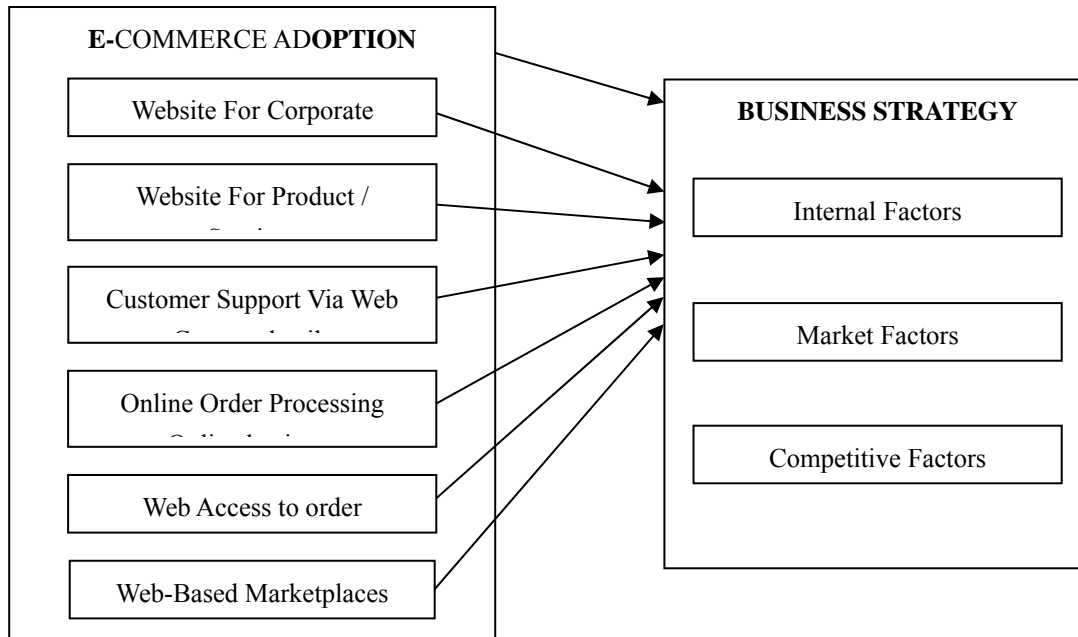 E-COMMERCE ADOPTION
Website For Corporate
Website For Product /
Customer Support Via Web
Online Order Processing
Web Access to order
Web-Based Marketplaces
BUSINESS STRATEGY
Internal Factors
Market Factors
Competitive Factors